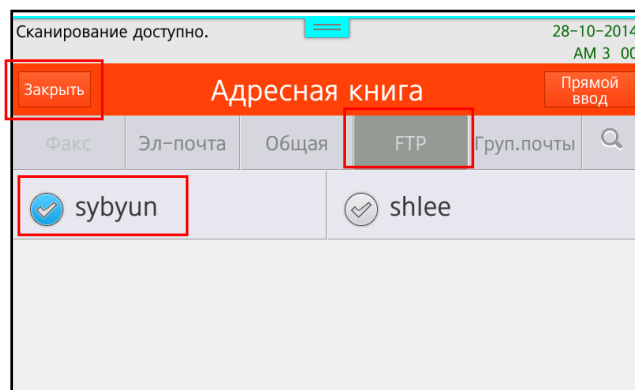 Сканирование доступно.
28-10-2014
AM 3 00
Закрыть
Адресная книга
Прямой
ввод
Факс
Эл-почта
Общая
FTP
Груп.почты
sybyun
shlee